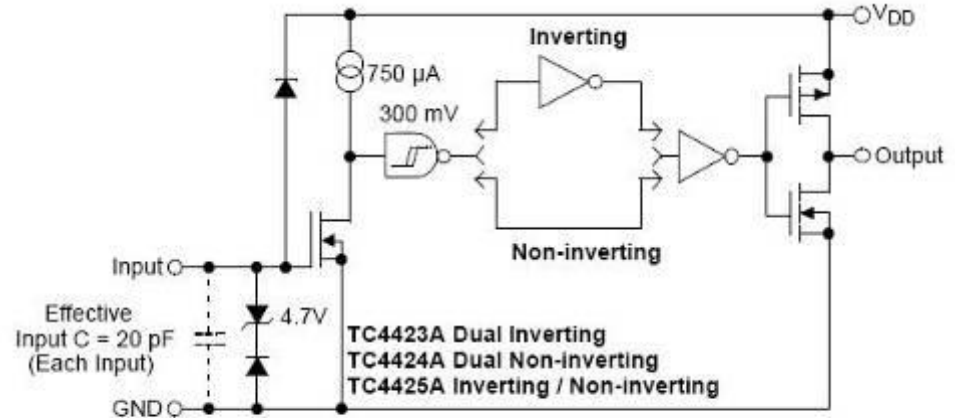 V_DD
Inverting
750 µA
300 mV
Output
Non-inverting
Input
4.7V
Effective
Input C = 20 pF
(Each Input)
TC4423A Dual Inverting
TC4424A Dual Non-inverting
TC4425A Inverting / Non-inverting
GND